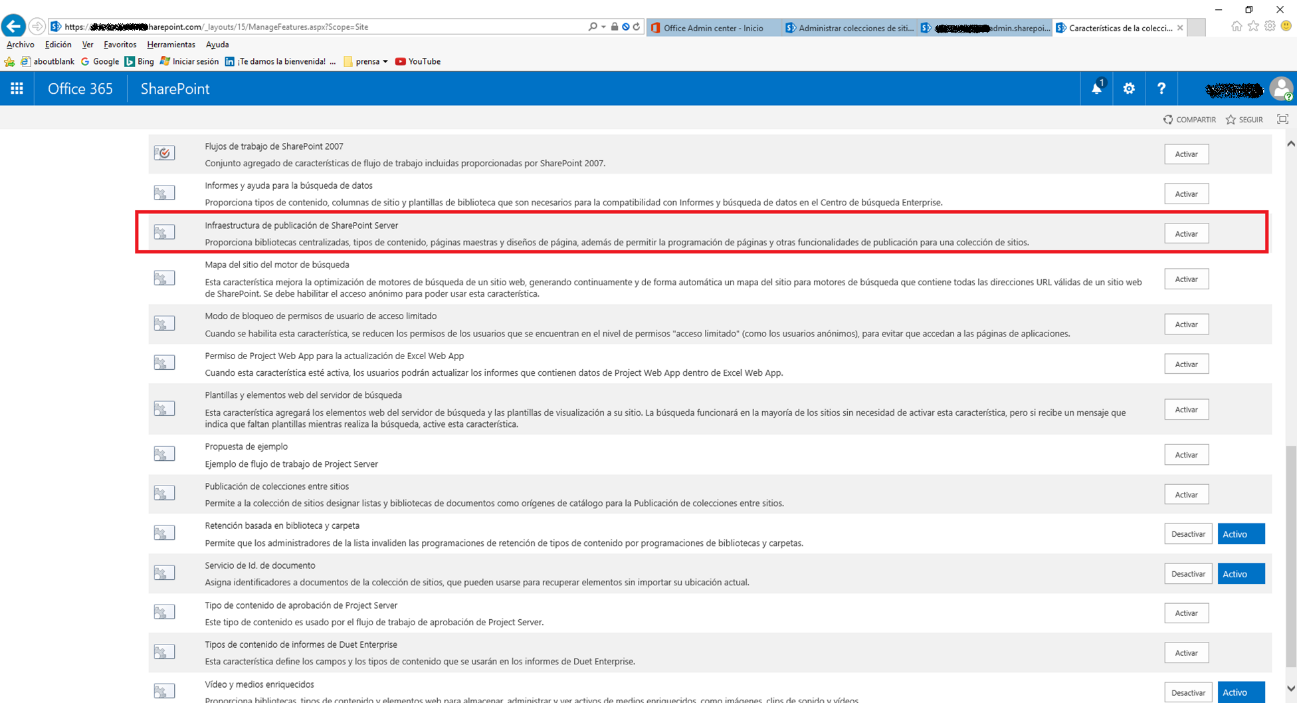 https:/ harepoint.com/_layouts/15/ManageFeatures.aspx?Scope=Site
Office Admin center - Inicio
Administrar colecciones de siti...
admin.sharepoi...
Características de la colecci...
Archivo Edición Ver Favoritos Herramientas Ayuda
aboutblank Google Bing Iniciar sesión ¡Te damos la bienvenida! ... prensa YouTube
Office 365 SharePoint 1 ?
COMPARTIR SEGUIR
Flujos de trabajo de SharePoint 2007
Conjunto agregado de características de flujo de trabajo incluidas proporcionadas por SharePoint 2007.
Activar
Informes y ayuda para la búsqueda de datos
Proporciona tipos de contenido, columnas de sitio y plantillas de biblioteca que son necesarios para la compatibilidad con Informes y búsqueda de datos en el Centro de búsqueda Enterprise.
Activar
Infraestructura de publicación de SharePoint Server
Proporciona bibliotecas centralizadas, tipos de contenido, páginas maestras y diseños de página, además de permitir la programación de páginas y otras funcionalidades de publicación para una colección de sitios.
Activar
Mapa del sitio del motor de búsqueda
Esta característica mejora la optimización de motores de búsqueda de un sitio web, generando continuamente y de forma automática un mapa del sitio para motores de búsqueda que contiene todas las direcciones URL válidas de un sitio web
de SharePoint. Se debe habilitar el acceso anónimo para poder usar esta característica.
Activar
Modo de bloqueo de permisos de usuario de acceso limitado
Cuando se habilita esta característica, se reducen los permisos de los usuarios que se encuentran en el nivel de permisos "acceso limitado" (como los usuarios anónimos), para evitar que accedan a las páginas de aplicaciones.
Activar
Permiso de Project Web App para la actualización de Excel Web App
Cuando esta característica esté activa, los usuarios podrán actualizar los informes que contienen datos de Project Web App dentro de Excel Web App.
Activar
Plantillas y elementos web del servidor de búsqueda
Esta característica agregará los elementos web del servidor de búsqueda y las plantillas de visualización a su sitio. La búsqueda funcionará en la mayoría de los sitios sin necesidad de activar esta característica, pero si recibe un mensaje que
indica que faltan plantillas mientras realiza la búsqueda, active esta característica.
Activar
Propuesta de ejemplo
Ejemplo de flujo de trabajo de Project Server
Activar
Publicación de colecciones entre sitios
Permite a la colección de sitios designar listas y bibliotecas de documentos como orígenes de catálogo para la Publicación de colecciones entre sitios.
Activar
Retención basada en biblioteca y carpeta
Permite que los administradores de la lista invaliden las programaciones de retención de tipos de contenido por programaciones de bibliotecas y carpetas.
Desactivar Activo
Servicio de Id. de documento
Asigna identificadores a documentos de la colección de sitios, que pueden usarse para recuperar elementos sin importar su ubicación actual.
Desactivar Activo
Tipo de contenido de aprobación de Project Server
Este tipo de contenido es usado por el flujo de trabajo de aprobación de Project Server.
Activar
Tipos de contenido de informes de Duet Enterprise
Esta característica define los campos y los tipos de contenido que se usarán en los informes de Duet Enterprise.
Activar
Vídeo y medios enriquecidos
Proporciona bibliotecas, tipos de contenido y elementos web para almacenar, administrar y ver activos de medios enriquecidos, como imágenes, clips de sonido y vídeos.
Desactivar Activo